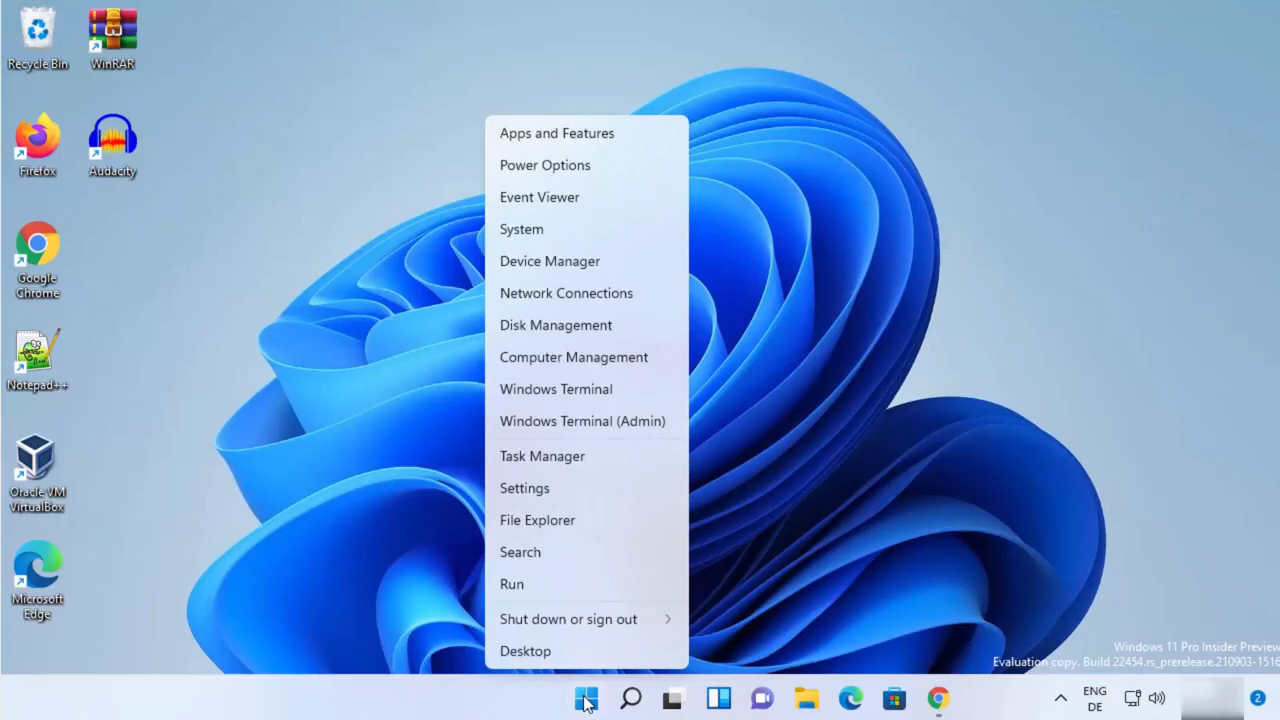 Recycle Bin
WinRAR
Firefox
Audacity
Google
Chrome
Notepad++
Oracle VM
VirtualBox
Microsoft
Edge
Apps and Features
Power Options
Event Viewer
System
Device Manager
Network Connections
Disk Management
Computer Management
Windows Terminal
Windows Terminal (Admin)
Task Manager
Settings
File Explorer
Search
Run
Shut down or sign out
Desktop
Windows 11 Pro Insider Preview
Evaluation copy. Build 22454.rs_prerelease.210903-1516
ENG
DE
2